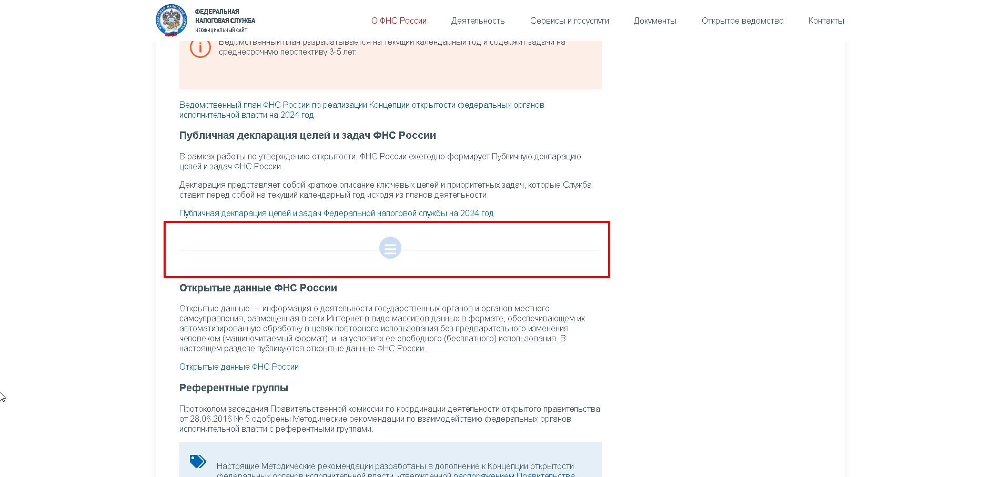 ФЕДЕРАЛЬНАЯ
НАЛОГОВАЯ СЛУЖБА
НЕОФИЦИАЛЬНЫЙ САЙТ
О ФНС России
Деятельность
Сервисы и госуслуги
Документы
Открытое ведомство
Контакты
Ведомственный план разрабатывается на текущий календарный год и содержит задачи на
среднесрочную перспективу 3-5 лет.
Ведомственный план ФНС России по реализации Концепции открытости федеральных органов
исполнительной власти на 2024 год
Публичная декларация целей и задач ФНС России
В рамках работы по утверждению открытости, ФНС России ежегодно формирует Публичную декларацию
целей и задач ФНС России.
Декларация представляет собой краткое описание ключевых целей и приоритетных задач, которые Служба
ставит перед собой на текущий календарный год исходя из планов деятельности.
Публичная декларация целей и задач Федеральной налоговой службы на 2024 год
Открытые данные ФНС России
Открытые данные — информация о деятельности государственных органов и органов местного
самоуправления, размещенная в сети Интернет в виде массивов данных в формате, обеспечивающем их
автоматизированную обработку в целях повторного использования без предварительного изменения
человеком (машиночитаемый формат), и на условиях ее свободного (бесплатного) использования. В
настоящем разделе публикуются открытые данные ФНС России.
Открытые данные ФНС России
Референтные группы
Протоколом заседания Правительственной комиссии по координации деятельности открытого правительства
от 28.06.2016 № 5 одобрены Методические рекомендации по взаимодействию федеральных органов
исполнительной власти с референтными группами.
Настоящие Методические рекомендации разработаны в дополнение к Концепции открытости
федеральных органов исполнительной власти, утвержденной распоряжением Правительства